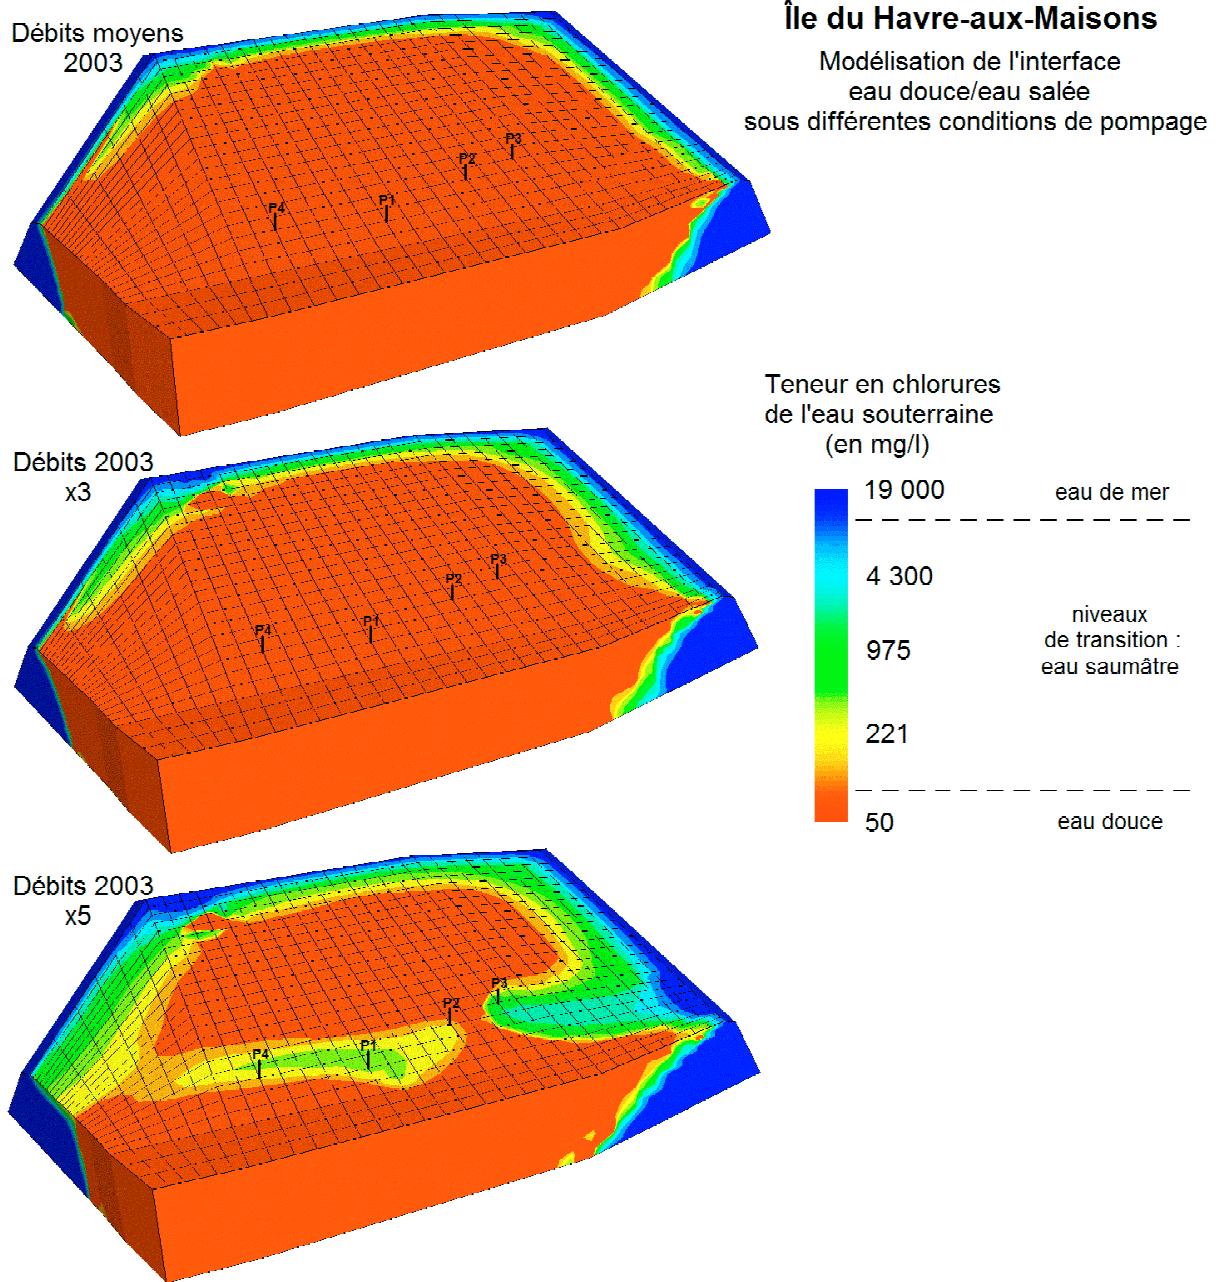 Île du Havre-aux-Maisons
Modélisation de l'interface
eau douce/eau salée
sous différentes conditions de pompage
Débits moyens
2003
P3
P2
P1
P4
Débits 2003
x3
P3
P2
P1
P4
Débits 2003
x5
P3
P2
P1
P4
Teneur en chlorures
de l'eau souterraine
(en mg/l)
19 000
eau de mer
4 300
975
niveaux
de transition :
eau saumâtre
221
50
eau douce